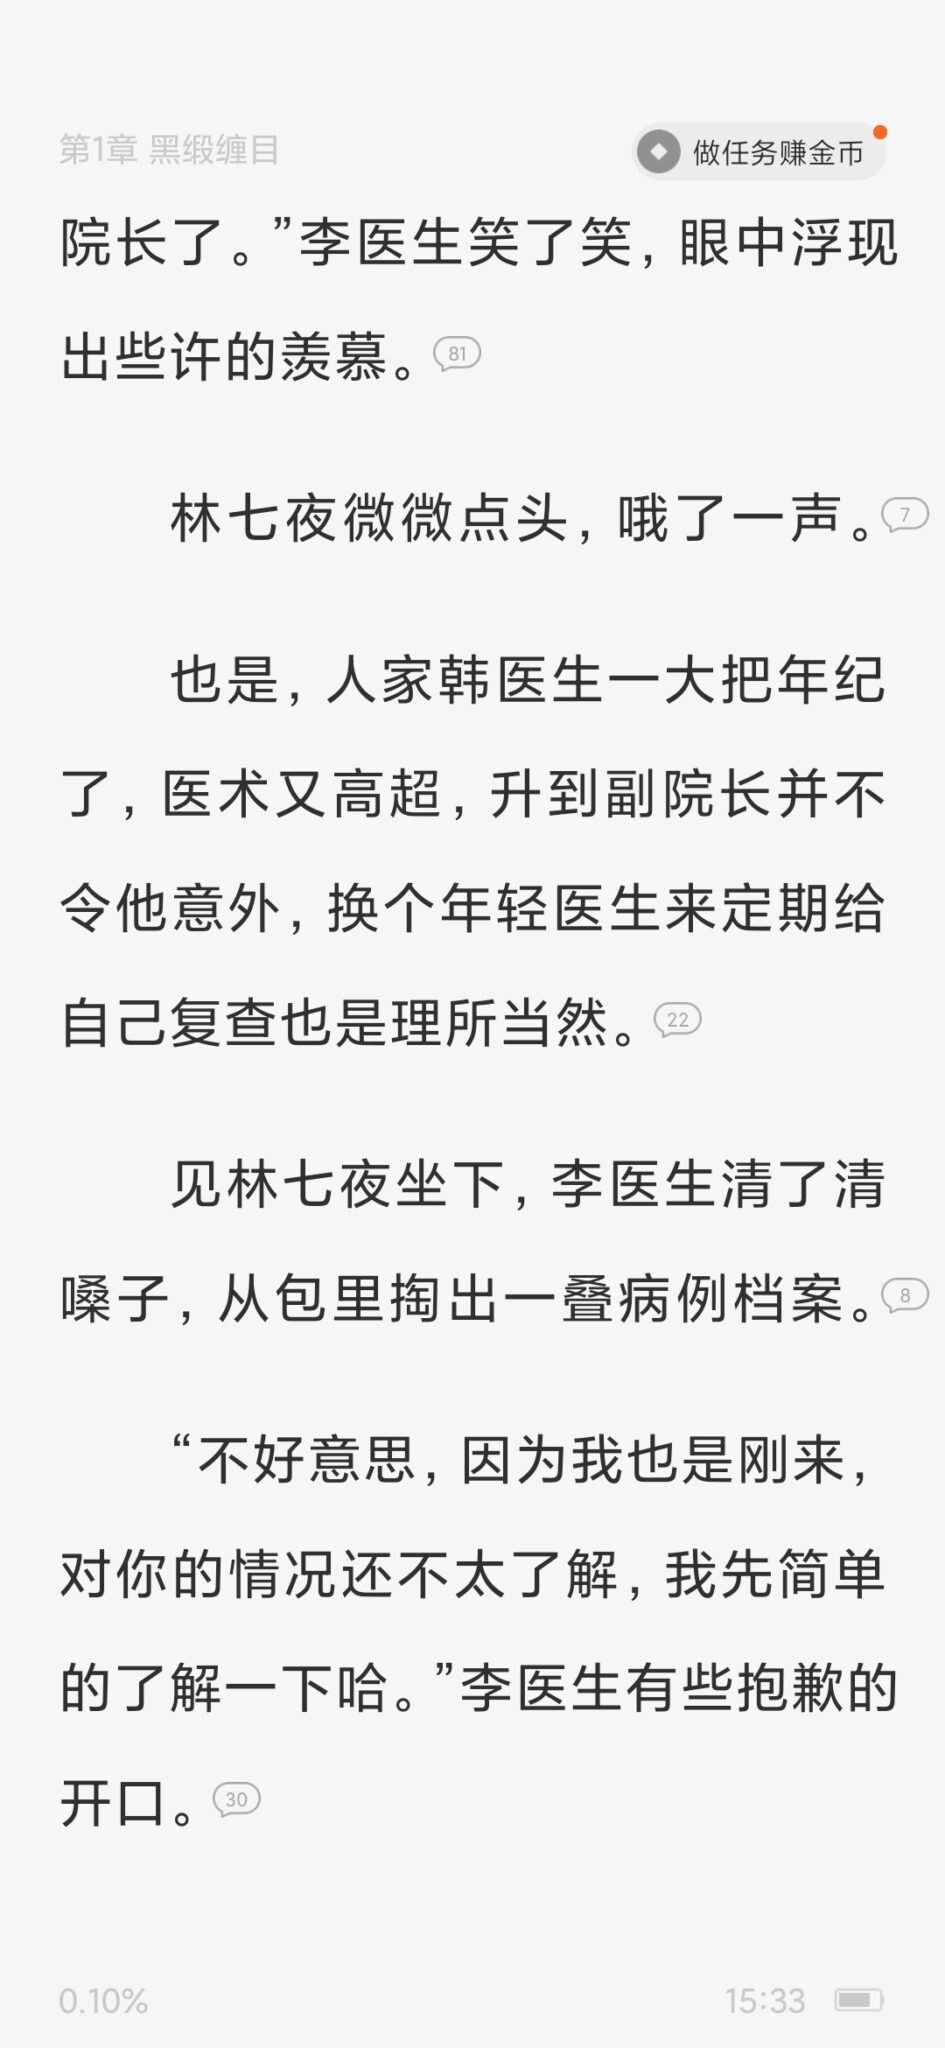 第1章 黑缎缠目
做任务赚金币
院长了。”李医生笑了笑，眼中浮现
出些许的羡慕。81
林七夜微微点头，哦了一声。7
也是，人家韩医生一大把年纪
了，医术又高超，升到副院长并不
令他意外，换个年轻医生来定期给
自己复查也是理所当然。22
见林七夜坐下，李医生清了清
嗓子，从包里掏出一叠病例档案。8
“不好意思，因为我也是刚来，
对你的情况还不太了解，我先简单
的了解一下哈。”李医生有些抱歉的
开口。30
0.10%
15:33